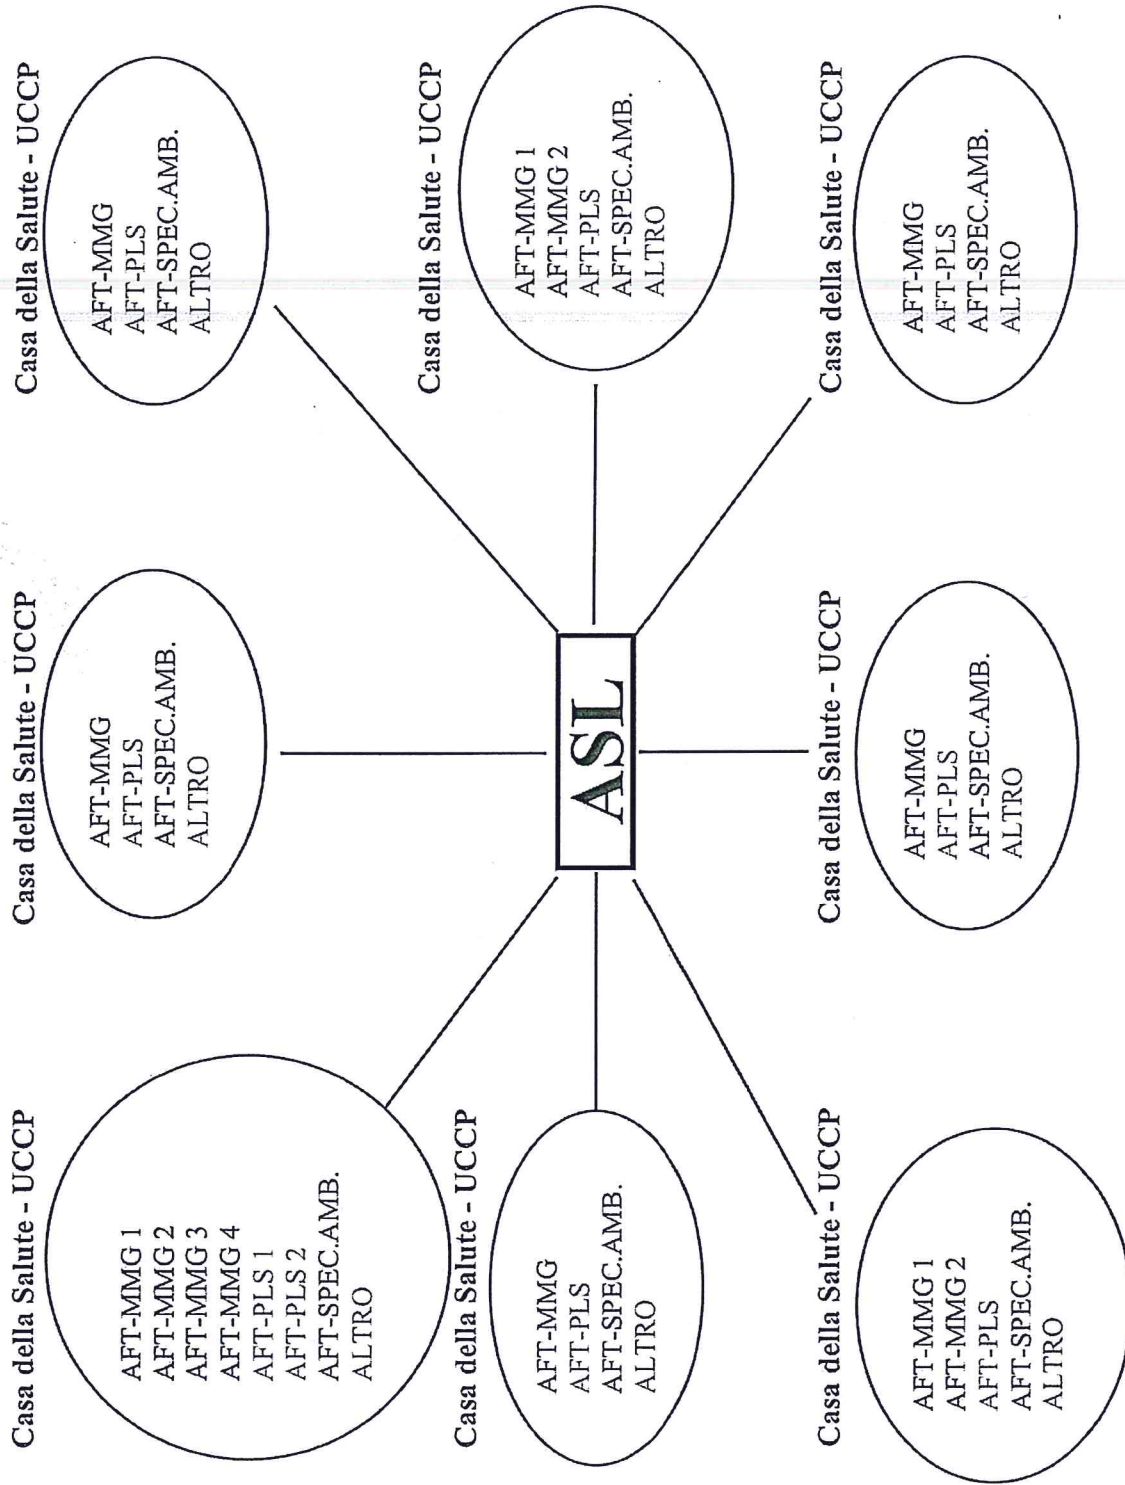 Casa della Salute - UCCP
AFT-MMG 1
AFT-MMG 2
AFT-MMG 3
AFT-MMG 4
AFT-PLS 1
AFT-PLS 2
AFT-SPEC.AMB.
ALTRO
Casa della Salute - UCCP
AFT-MMG
AFT-PLS
AFT-SPEC.AMB.
ALTRO
Casa della Salute - UCCP
AFT-MMG
AFT-PLS
AFT-SPEC.AMB.
ALTRO
Casa della Salute - UCCP
AFT-MMG
AFT-PLS
AFT-SPEC.AMB.
ALTRO
ASL
Casa della Salute - UCCP
AFT-MMG 1
AFT-MMG 2
AFT-PLS
AFT-SPEC.AMB.
ALTRO
Casa della Salute - UCCP
AFT-MMG 1
AFT-MMG 2
AFT-PLS
AFT-SPEC.AMB.
ALTRO
Casa della Salute - UCCP
AFT-MMG
AFT-PLS
AFT-SPEC.AMB.
ALTRO
Casa della Salute - UCCP
AFT-MMG
AFT-PLS
AFT-SPEC.AMB.
ALTRO